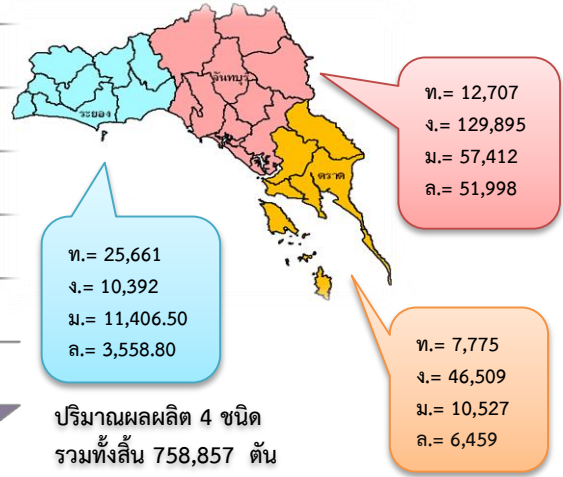 จันทบุรี
ระยอง
ตราด
ท.= 12,707
ง.= 129,895
ม.= 57,412
ล.= 51,998
ท.= 25,661
ง.= 10,392
ม.= 11,406.50
ล.= 3,558.80
ท.= 7,775
ง.= 46,509
ม.= 10,527
ล.= 6,459
ปริมาณผลผลิต 4 ชนิด
รวมทั้งสิ้น 758,857 ตัน